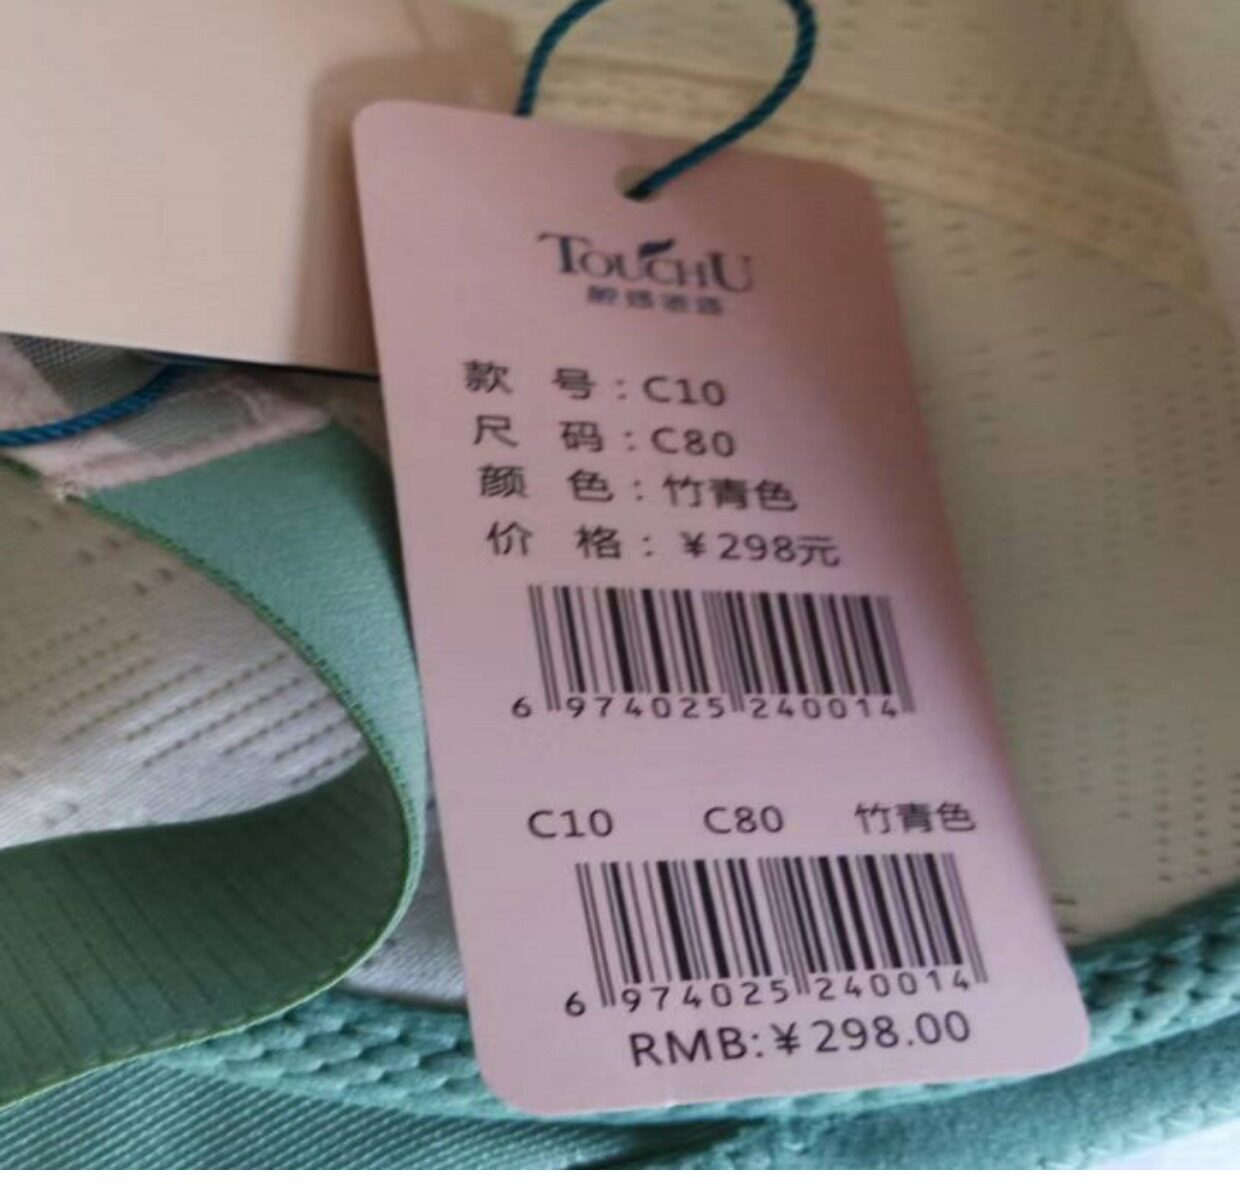 TOUCHU
款 号：C10
尺 码：C80
颜 色：竹青色
价 格：￥298元
6 974025 240014
C10 C80 竹青色
6 974025 240014
RMB:￥298.00